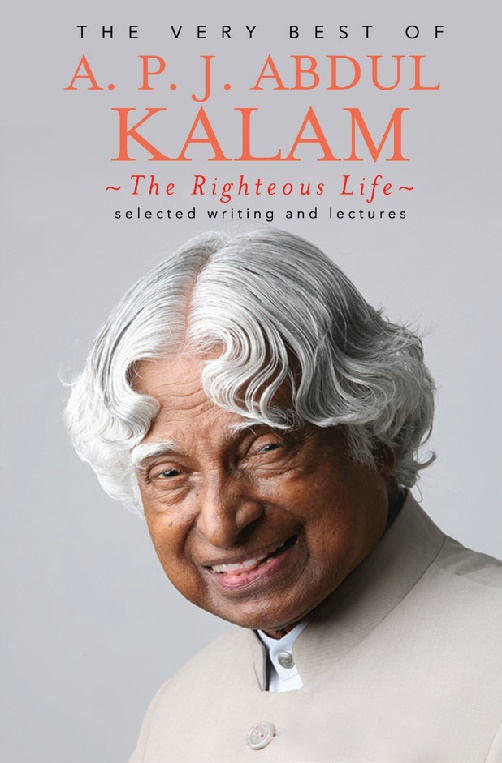 THE VERY BEST OF
A. P. J. ABDUL
KALAM
~The Righteous Life~
selected writing and lectures